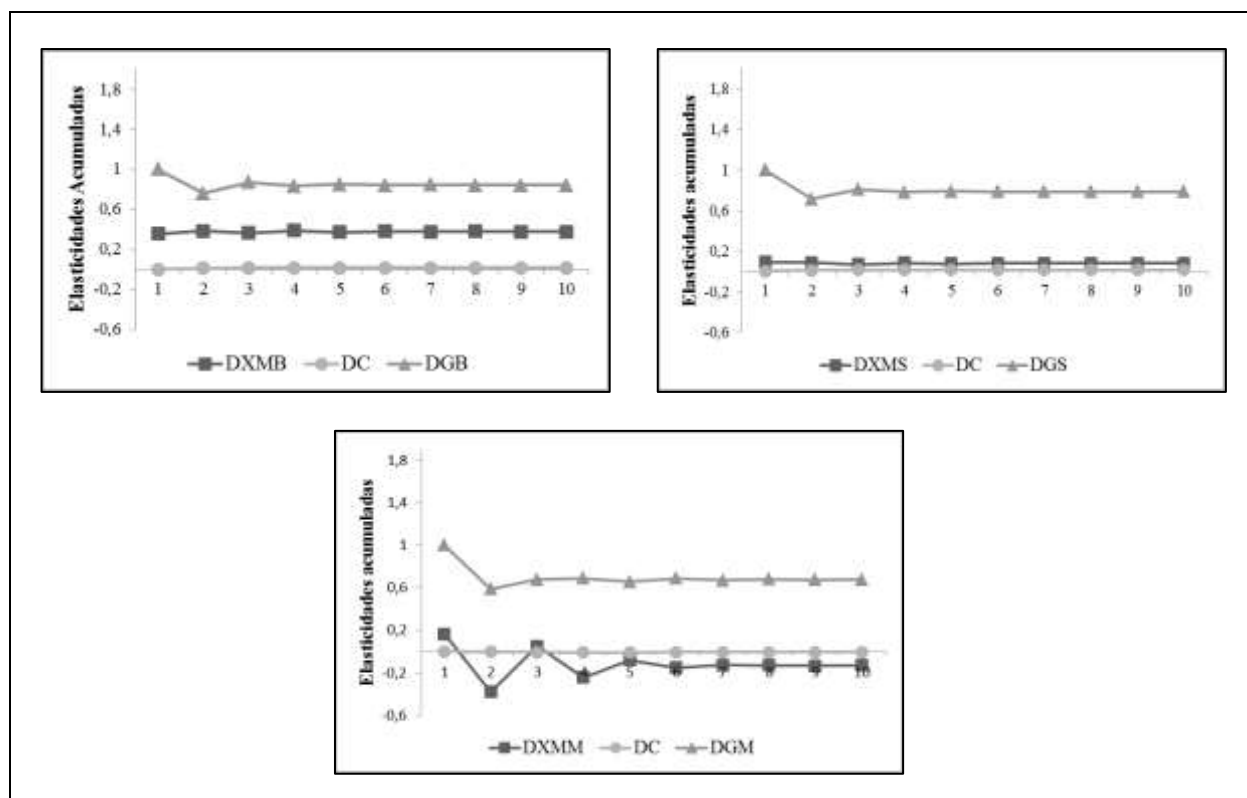 Elasticidades Acumuladas
1,8
1,4
1
0,6
0,2
-0,2
-0,6
1 2 3 4 5 6 7 8 9 10
DXMB DC DGB
Elasticidades acumuladas
1,8
1,4
1
0,6
0,2
-0,2
-0,6
1 2 3 4 5 6 7 8 9 10
DXMS DC DGS
Elasticidades acumuladas
1,8
1,4
1
0,6
0,2
-0,2
-0,6
1 2 3 4 5 6 7 8 9 10
DXMM DC DGM